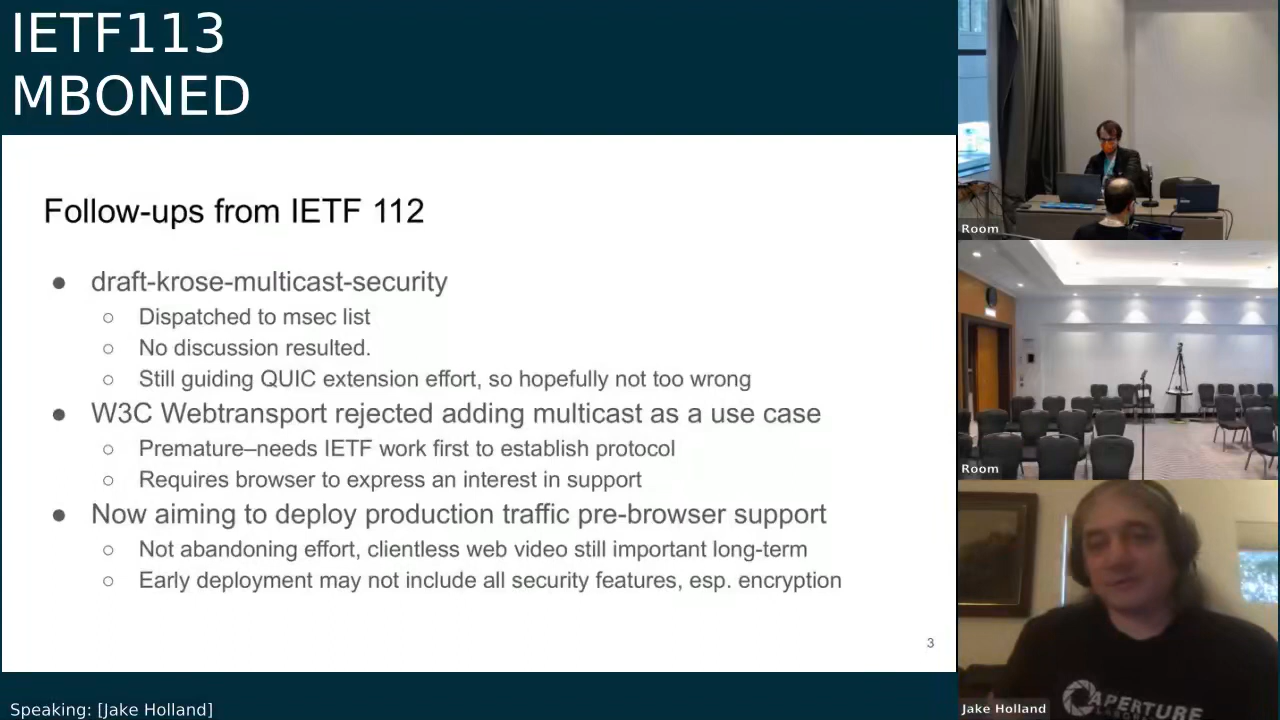 IETF113
MBONED
Follow-ups from IETF 112
● draft-krose-multicast-security
○ Dispatched to msec list
○ No discussion resulted.
○ Still guiding QUIC extension effort, so hopefully not too wrong
● W3C Webtransport rejected adding multicast as a use case
○ Premature–needs IETF work first to establish protocol
○ Requires browser to express an interest in support
● Now aiming to deploy production traffic pre-browser support
○ Not abandoning effort, clientless web video still important long-term
○ Early deployment may not include all security features, esp. encryption
3
Speaking: [Jake Holland]
Room
Room
Jake Holland
APERTURE